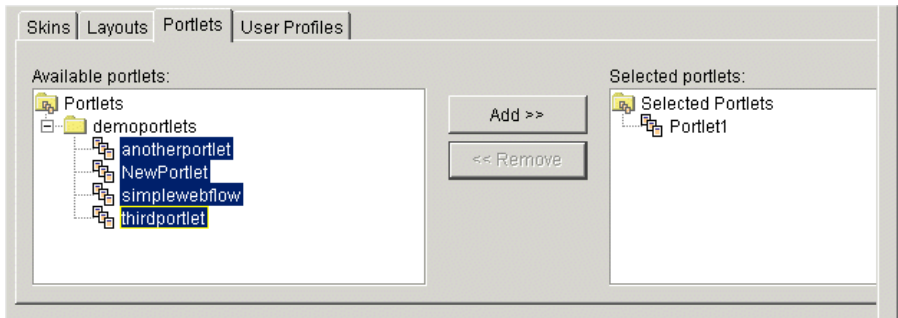 Skins Layouts Portlets User Profiles
Available portlets: Selected portlets:
Portlets Selected Portlets
demoportlets Add >> Portlet1
anotherportlet
NewPortlet << Remove
simplewebflow
thirdportlet